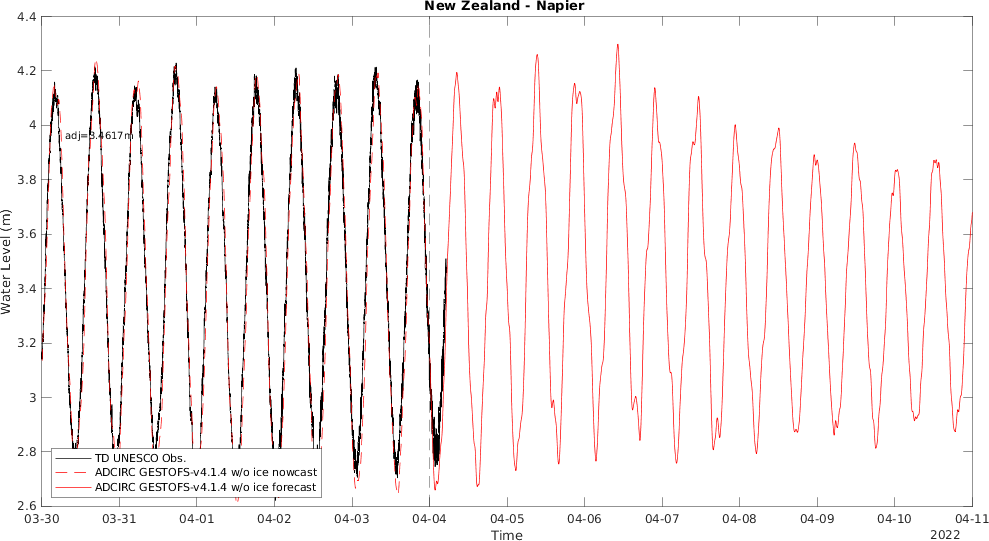 New Zealand - Napier
4.4
4.2
4
3.8
3.6
3.4
3.2
3
2.8
2.6
Water Level (m)
adj=3.4617m
TD UNESCO Obs.
ADCIRC GESTOFS-v4.1.4 w/o ice nowcast
ADCIRC GESTOFS-v4.1.4 w/o ice forecast
03-30 03-31 04-01 04-02 04-03 04-04 04-05 04-06 04-07 04-08 04-09 04-10 04-11
Time
2022